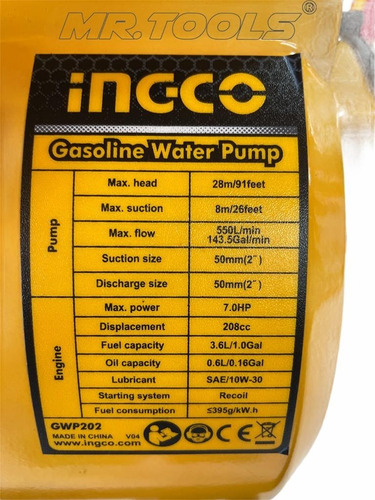 MR.TOOLS®
INGCO
Gasoline Water Pump
Pump
Max. head 28m/91feet
Max. suction 8m/26feet
Max. flow 550L/min
143.5Gal/min
Suction size 50mm(2″)
Discharge size 50mm(2″)
Engine
Max. power 7.0HP
Displacement 208cc
Fuel capacity 3.6L/1.0Gal
Oil capacity 0.6L/0.16Gal
Lubricant SAE/10W-30
Starting system Recoil
Fuel consumption ≤395g/kW.h
GWP202
MADE IN CHINA V04
www.ingco.com
CE